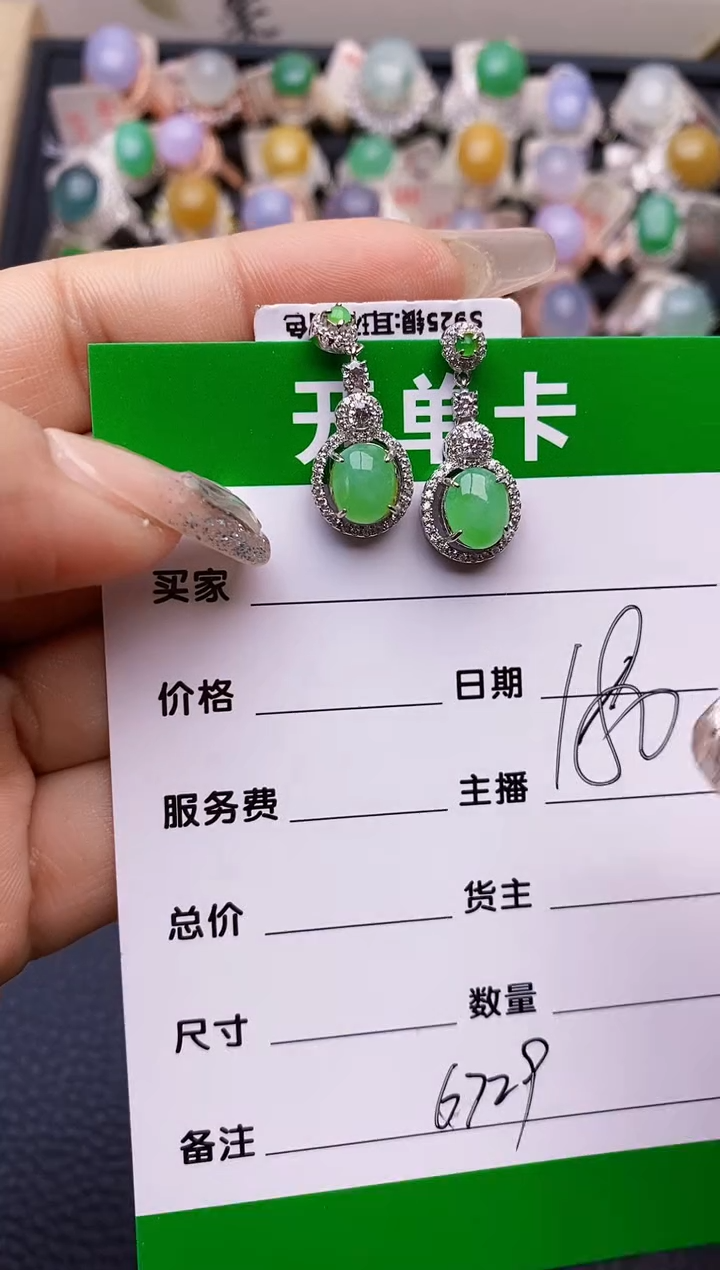 S925银:耳
开单卡
买家
价格 日期
180
服务费 主播
总价 货主
尺寸 数量
6729
备注